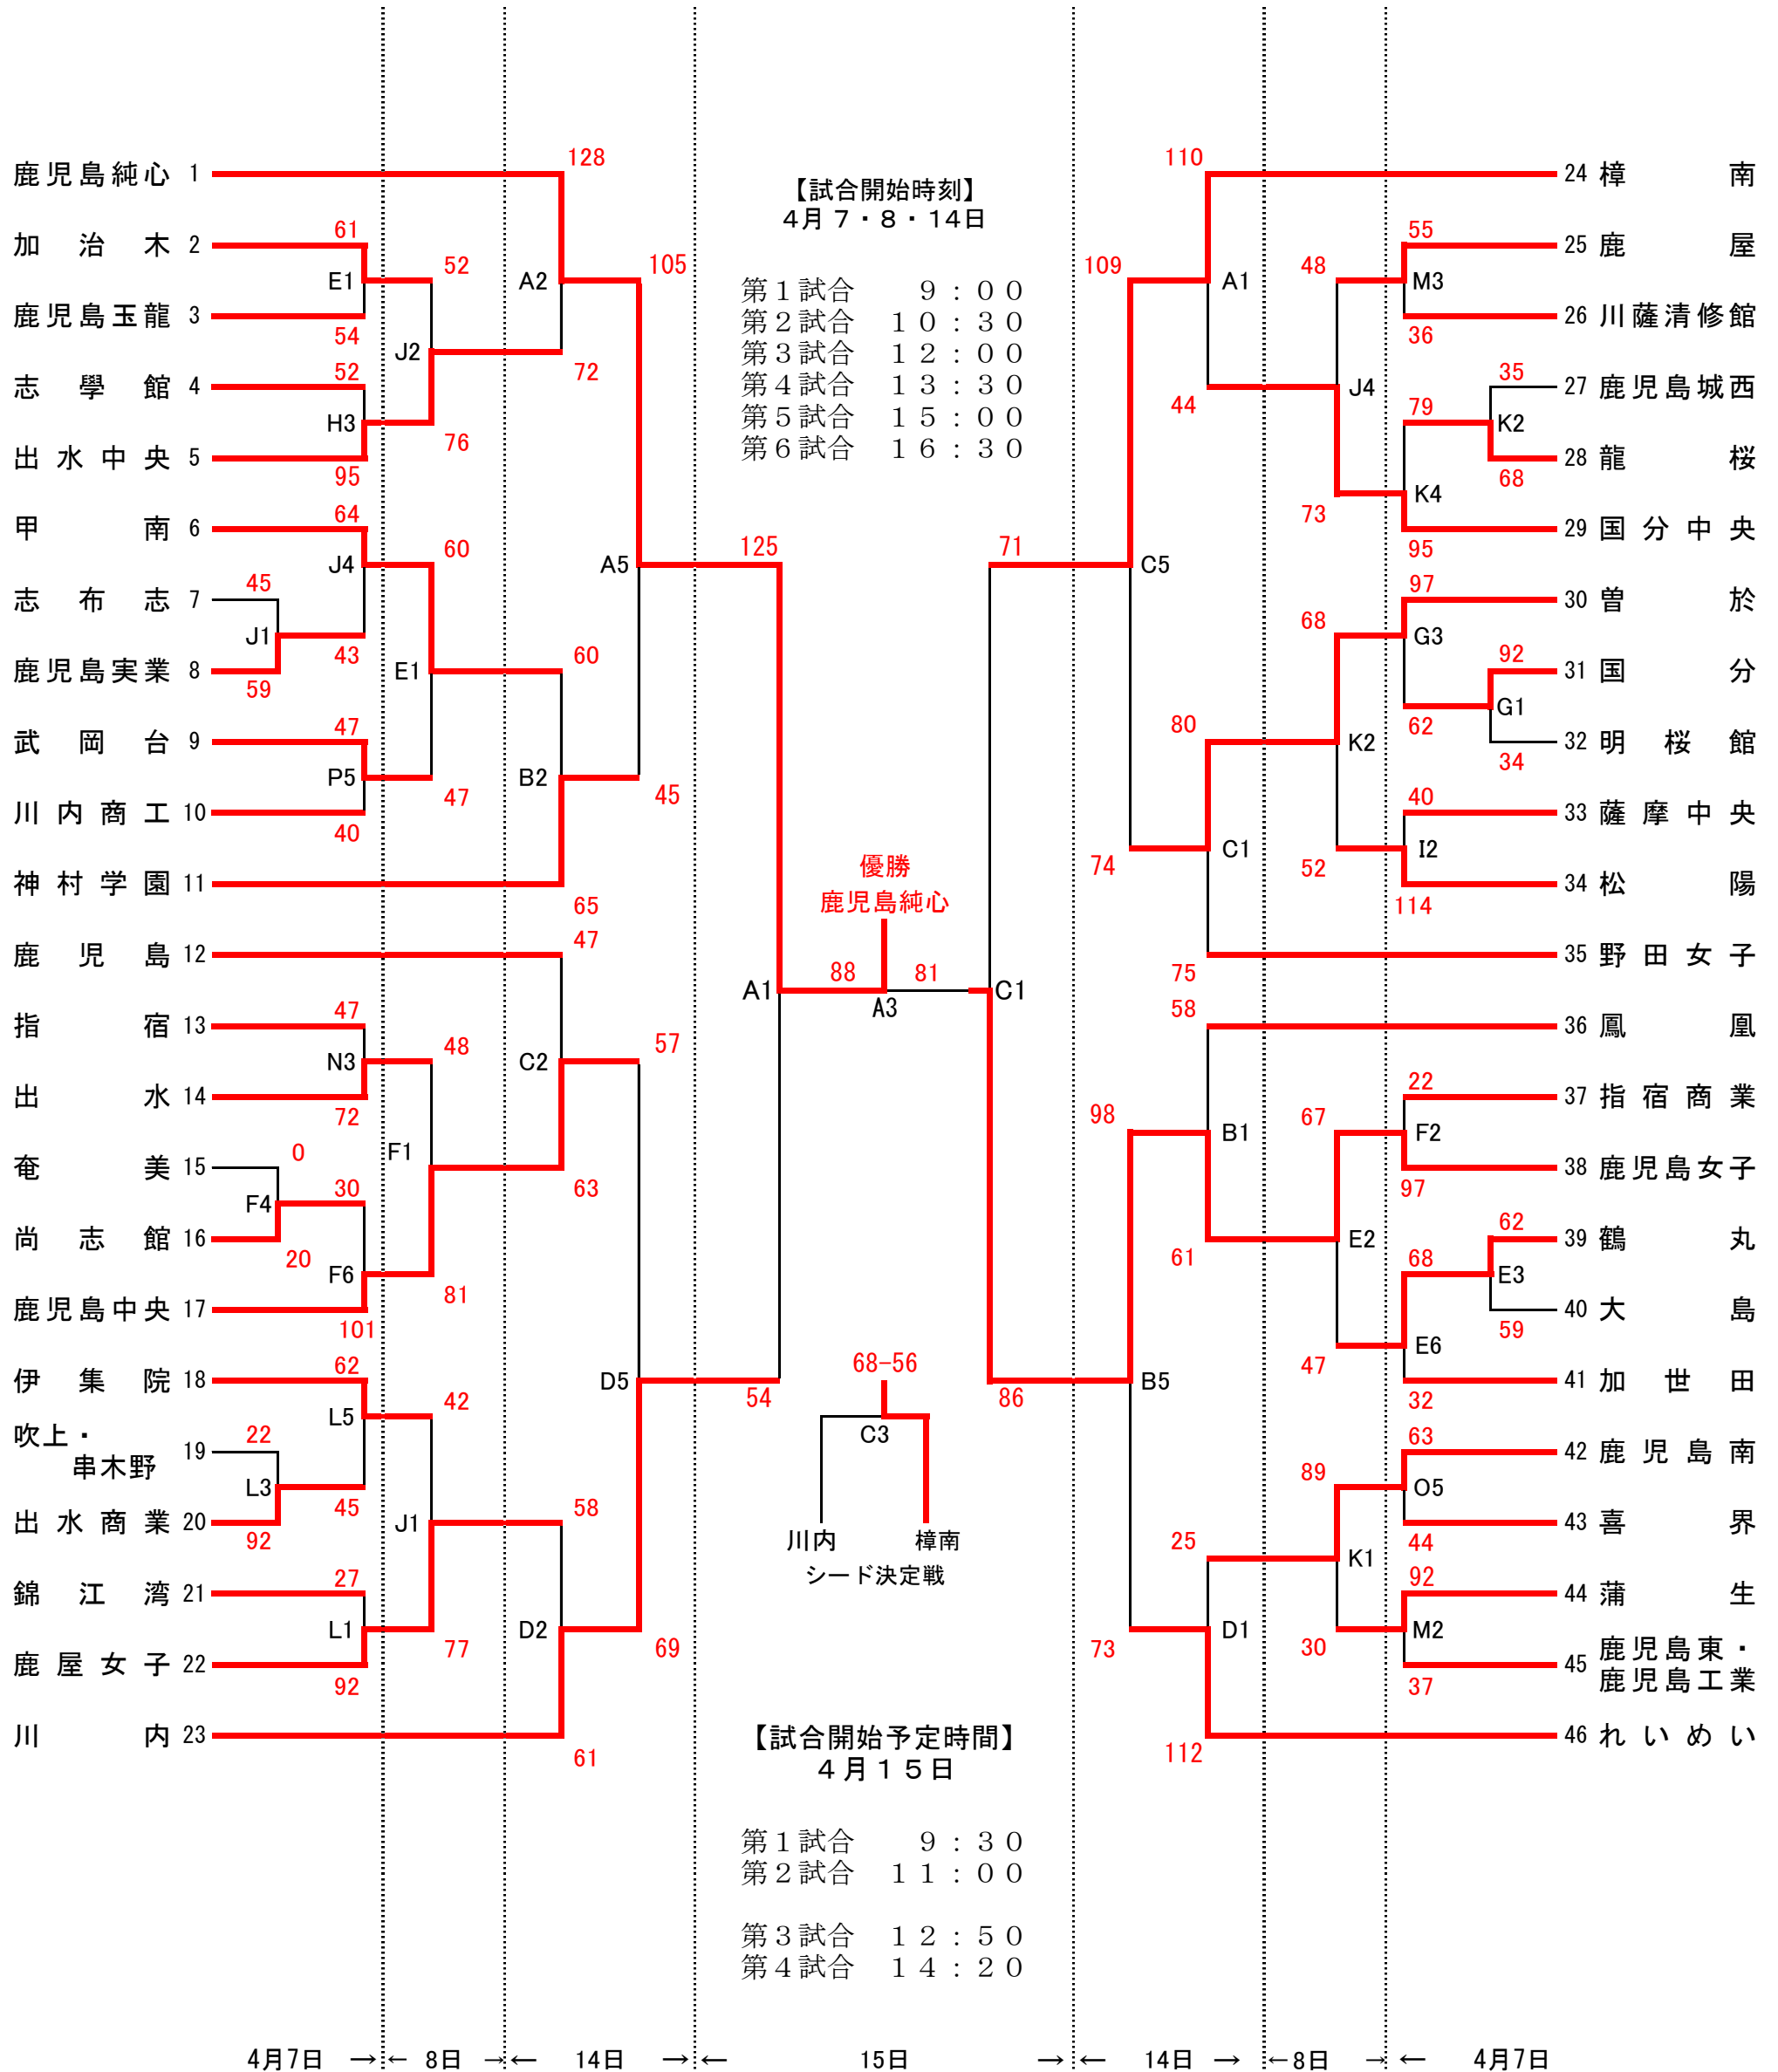 鹿児島純心 1
加治木 2
鹿児島玉龍 3
志學館 4
出水中央 5
甲南 6
志布志 7
鹿児島実業 8
武岡台 9
川内商工 10
神村学園 11
鹿児島 12
指宿 13
出水 14
奄美 15
尚志館 16
鹿児島中央 17
伊集院 18
吹上・
串木野 19
出水商業 20
錦江湾 21
鹿屋女子 22
川内 23
61
E1
54
52
H3
95
64
J4
43
45
J1
59
47
P5
40
47
N3
72
0
F4
20
30
F6
101
62
L5
45
22
L3
92
27
L1
92
52
J2
76
60
E1
47
48
F1
81
42
J1
77
128
A2
72
60
B2
65
47
C2
63
58
D2
61
105
A5
45
57
D5
69
125
A1
54
【試合開始時刻】
4月7・8・14日
第1試合 9:00
第2試合 10:30
第3試合 12:00
第4試合 13:30
第5試合 15:00
第6試合 16:30
優勝
鹿児島純心
88 81
A3
68-56
C3
川内 樟南
シード決定戦
【試合開始予定時間】
4月15日
第1試合 9:30
第2試合 11:00
第3試合 12:50
第4試合 14:20
71
C1
86
109
C5
74
98
B5
73
110
A1
44
80
C1
75
58
B1
61
25
D1
112
48
J4
73
68
K2
52
67
E2
47
89
K1
30
55
M3
36
35
K2
68
79
K4
95
97
G3
62
92
G1
34
40
I2
114
22
F2
97
62
E3
59
68
E6
32
63
O5
44
92
M2
37
24 樟南
25 鹿屋
26 川薩清修館
27 鹿児島城西
28 龍桜
29 国分中央
30 曽於
31 国分
32 明桜館
33 薩摩中央
34 松陽
35 野田女子
36 鳳凰
37 指宿商業
38 鹿児島女子
39 鶴丸
40 大島
41 加世田
42 鹿児島南
43 喜界
44 蒲生
45 鹿児島東・
鹿児島工業
46 れいめい
4月7日 →← 8日 →← 14日 →← 15日 →← 14日 → ←8日 → ← 4月7日